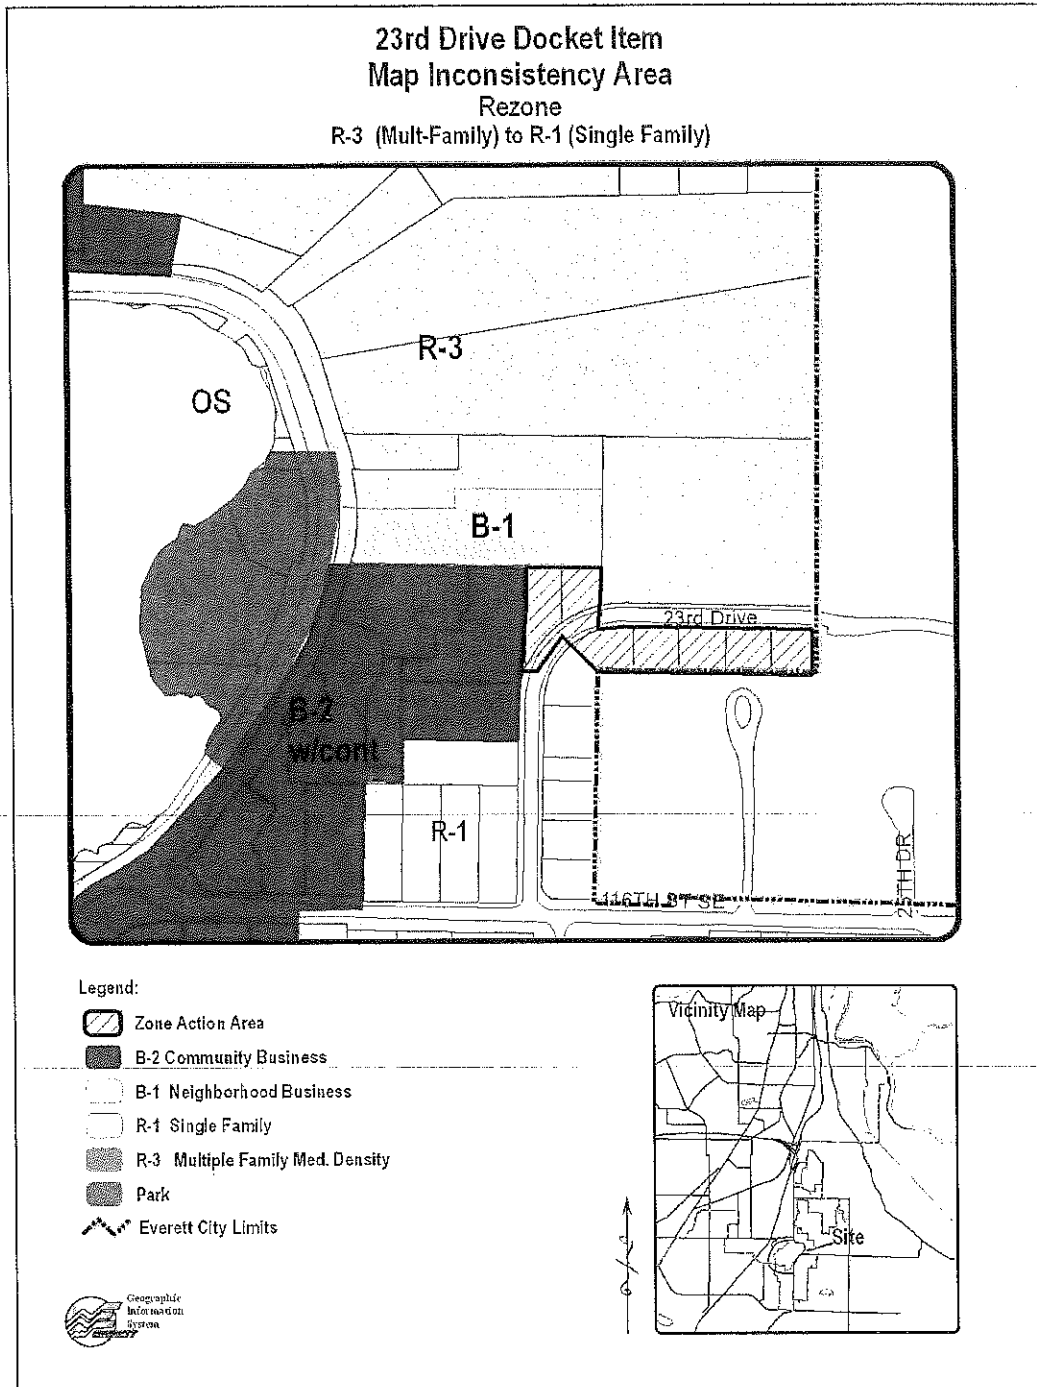 23rd Drive Docket Item
Map Inconsistency Area
Rezone
R-3 (Mult-Family) to R-1 (Single Family)
R-3
OS
B-1
23rd Drive
B-2
w/cont
R-1
116TH ST SE
25TH DR
Legend:
Zone Action Area
B-2 Community Business
B-1 Neighborhood Business
R-1 Single Family
R-3 Multiple Family Med. Density
Park
Everett City Limits
Geographic
Information
System
EVERETT
Vicinity Map
Site